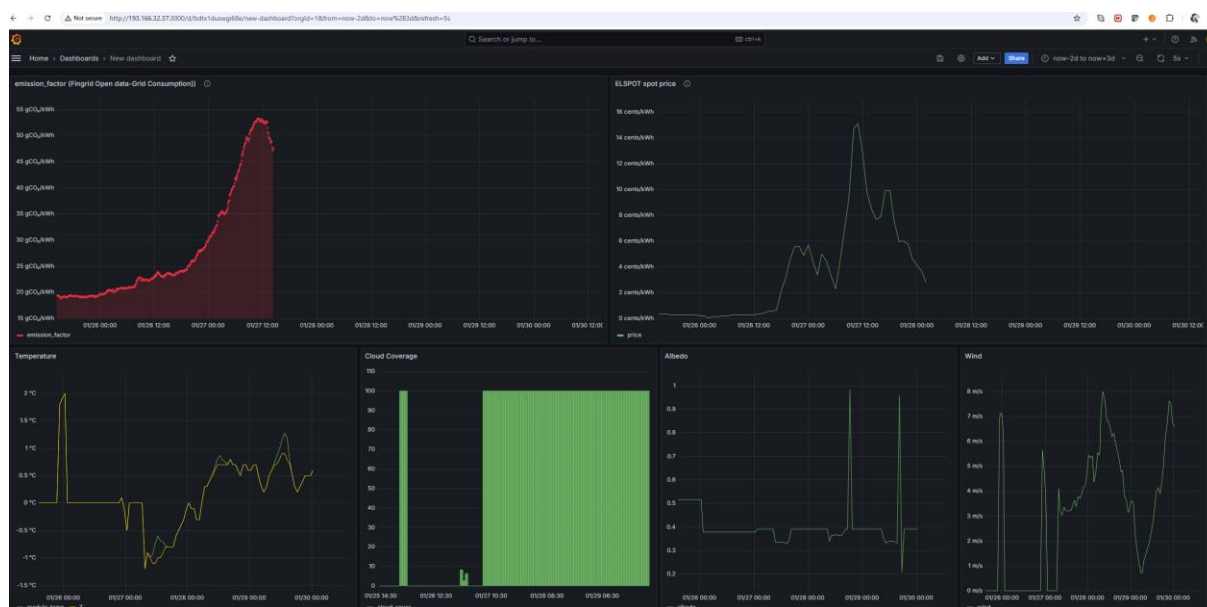 Not secure http://193.166.32.37:3000/d/bdtx1duswgi68e/new-dashboard?orgId=1&from=now-2d&to=now%2B3d&refresh=5s
Search or jump to... ctrl+k
Home › Dashboards › New dashboard Add Share now-2d to now+3d 5s
emission_factor (Fingrid Open data-Grid Consumption))
55 gCO₂/kWh
50 gCO₂/kWh
45 gCO₂/kWh
40 gCO₂/kWh
35 gCO₂/kWh
30 gCO₂/kWh
25 gCO₂/kWh
20 gCO₂/kWh
15 gCO₂/kWh
01/26 00:00 01/26 12:00 01/27 00:00 01/27 12:00 01/28 00:00 01/28 12:00 01/29 00:00 01/29 12:00 01/30 00:00 01/30 12:00
emission_factor
ELSPOT spot price
16 cents/kWh
14 cents/kWh
12 cents/kWh
10 cents/kWh
8 cents/kWh
6 cents/kWh
4 cents/kWh
2 cents/kWh
0 cents/kWh
01/26 00:00 01/26 12:00 01/27 00:00 01/27 12:00 01/28 00:00 01/28 12:00 01/29 00:00 01/29 12:00 01/30 00:00 01/30 12:00
price
Temperature
2 °C
1.5 °C
1 °C
0.5 °C
0 °C
-0.5 °C
-1 °C
-1.5 °C
01/26 00:00 01/27 00:00 01/28 00:00 01/29 00:00 01/30 00:00
Cloud Coverage
110
100
90
80
70
60
50
40
30
20
10
0
01/25 14:30 01/26 12:30 01/27 10:30 01/28 08:30 01/29 06:30
Albedo
1
0.9
0.8
0.7
0.6
0.5
0.4
0.3
0.2
01/26 00:00 01/27 00:00 01/28 00:00 01/29 00:00 01/30 00:00
Wind
8 m/s
7 m/s
6 m/s
5 m/s
4 m/s
3 m/s
2 m/s
1 m/s
0 m/s
01/26 00:00 01/27 00:00 01/28 00:00 01/29 00:00 01/30 00:00